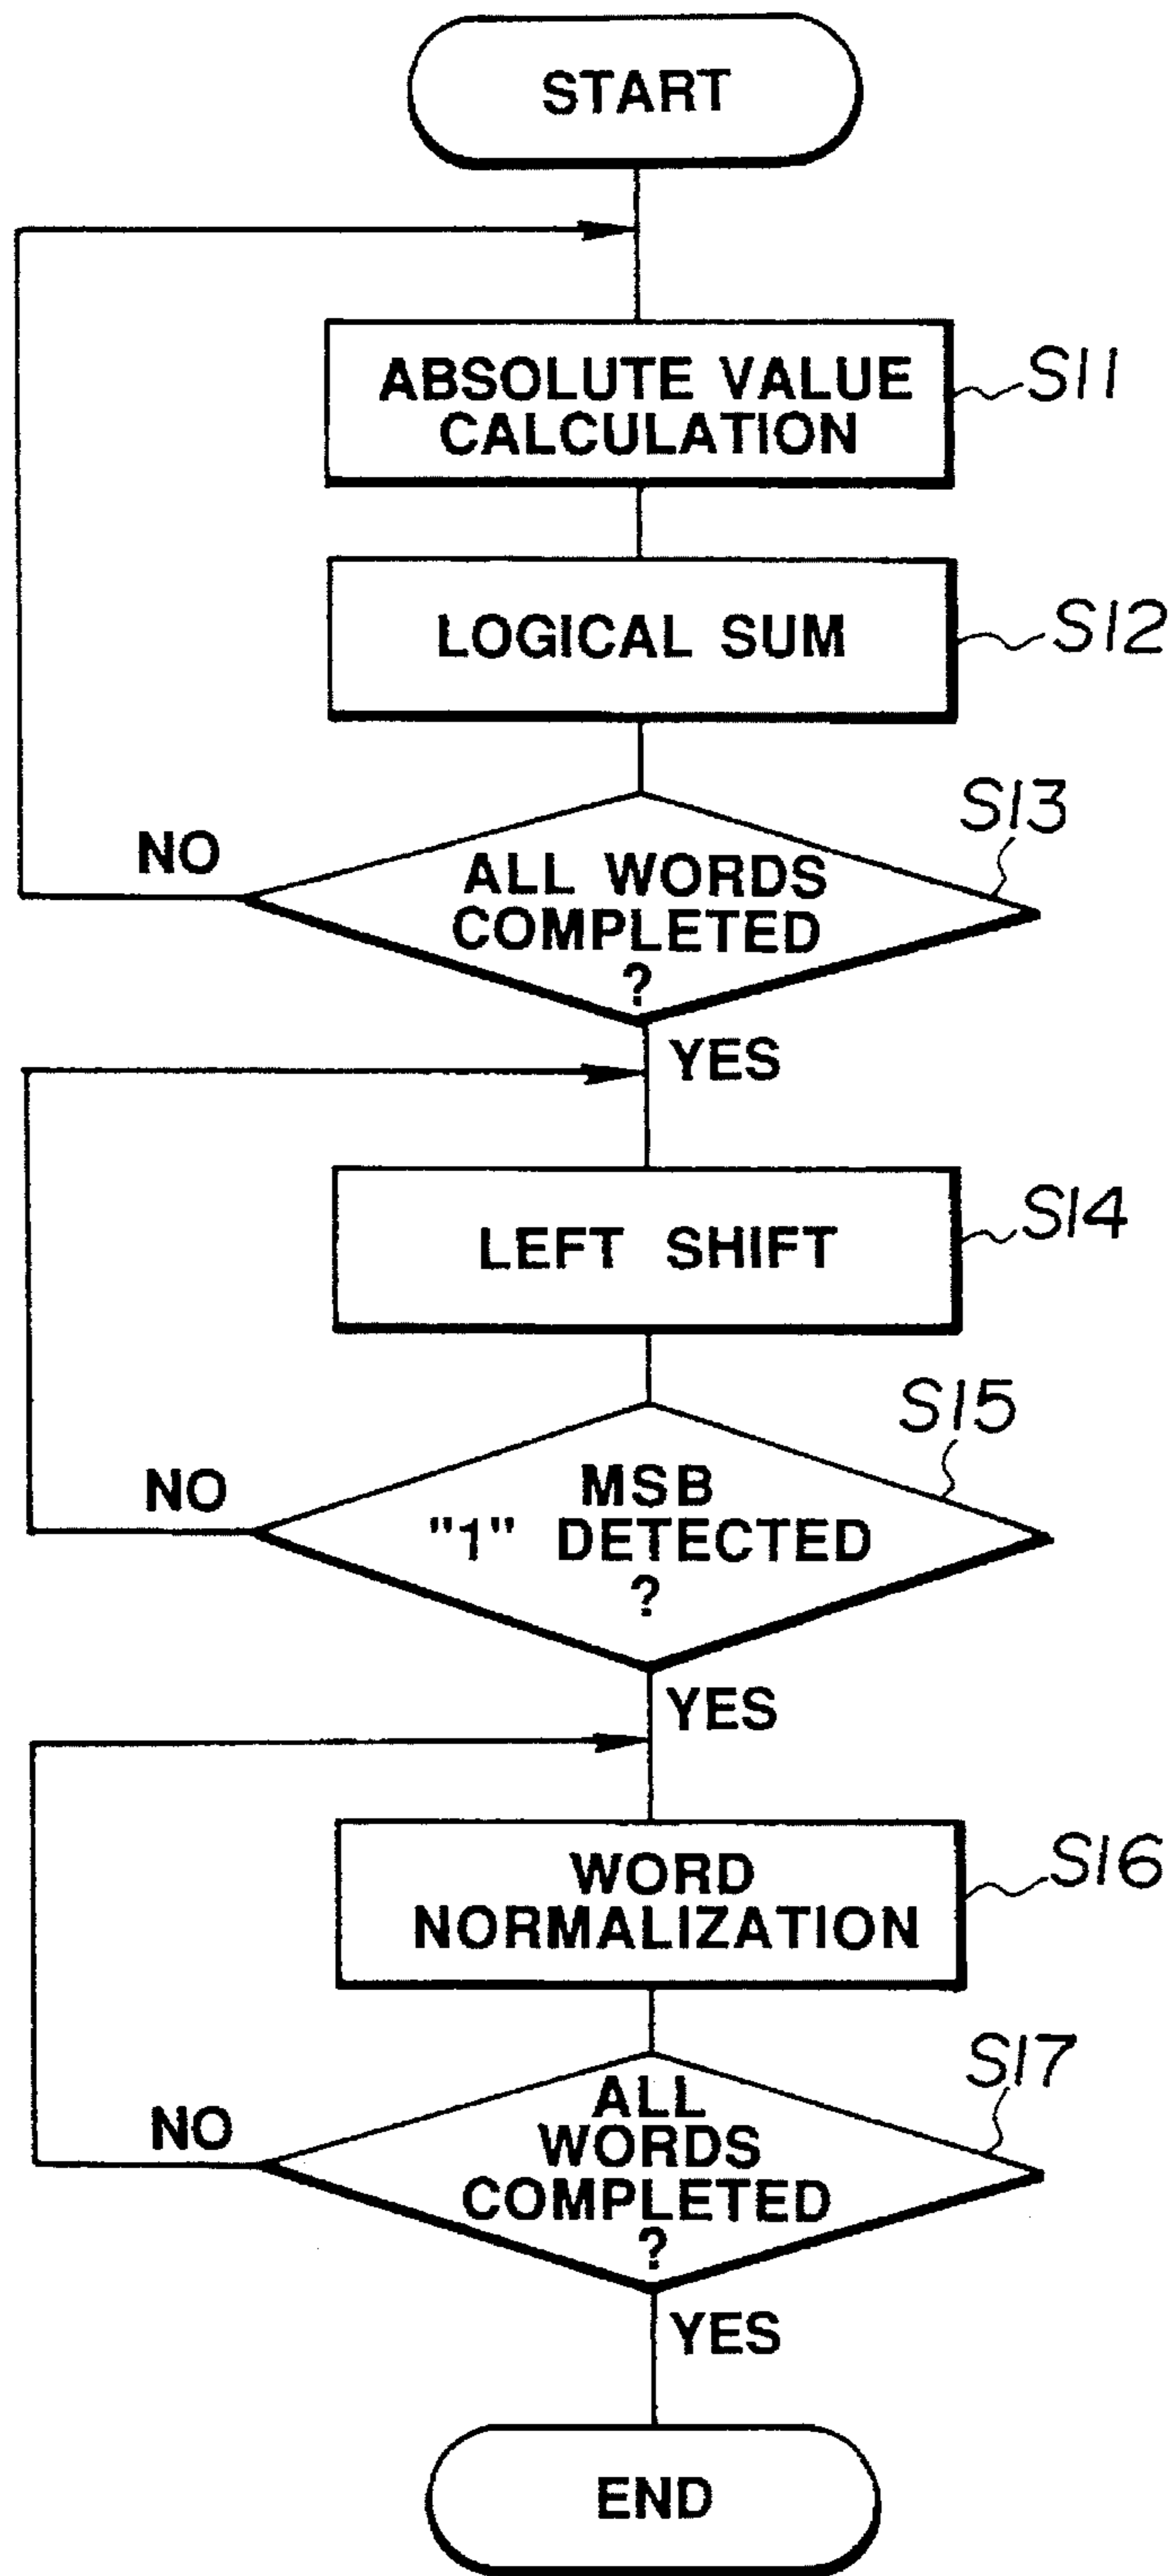 START
ABSOLUTE VALUE
CALCULATION
S11
LOGICAL SUM
S12
S13
NO
ALL WORDS
COMPLETED
?
YES
LEFT SHIFT
S14
S15
NO
MSB
"1" DETECTED
?
YES
WORD
NORMALIZATION
S16
S17
NO
ALL
WORDS
COMPLETED
?
YES
END